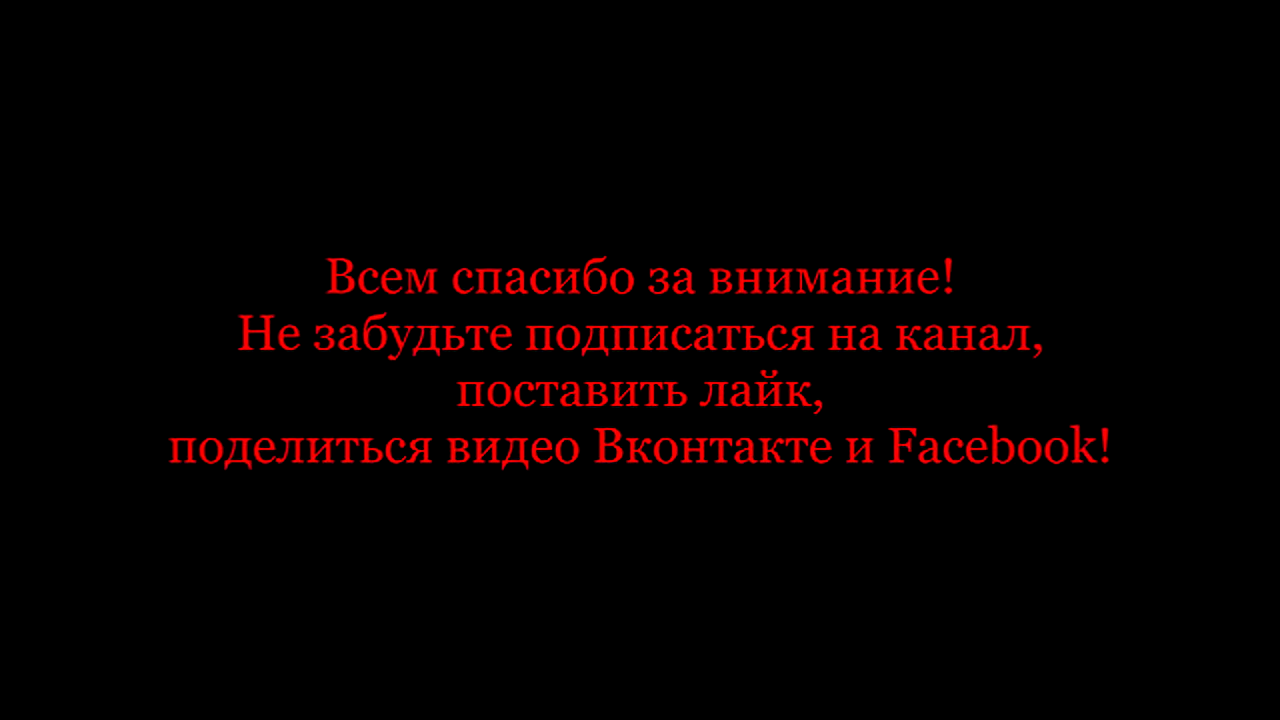 Всем спасибо за внимание!
Не забудьте подписаться на канал,
поставить лайк,
поделиться видео Вконтакте и Facebook!